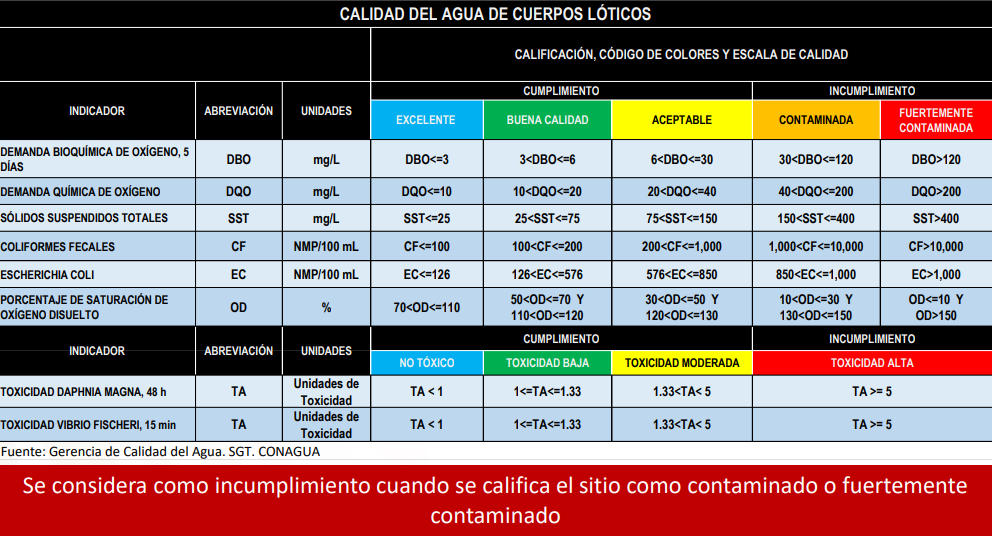 CALIDAD DEL AGUA DE CUERPOS LÓTICOS
CALIFICACIÓN, CÓDIGO DE COLORES Y ESCALA DE CALIDAD
INDICADOR ABREVIACIÓN UNIDADES CUMPLIMIENTO INCUMPLIMIENTO
EXCELENTE BUENA CALIDAD ACEPTABLE CONTAMINADA FUERTEMENTE CONTAMINADA
DEMANDA BIOQUÍMICA DE OXÍGENO, 5 DÍAS DBO mg/L DBO<=3 3<DBO<=6 6<DBO<=30 30<DBO<=120 DBO>120
DEMANDA QUÍMICA DE OXÍGENO DQO mg/L DQO<=10 10<DQO<=20 20<DQO<=40 40<DQO<=200 DQO>200
SÓLIDOS SUSPENDIDOS TOTALES SST mg/L SST<=25 25<SST<=75 75<SST<=150 150<SST<=400 SST>400
COLIFORMES FECALES CF NMP/100 mL CF<=100 100<CF<=200 200<CF<=1,000 1,000<CF<=10,000 CF>10,000
ESCHERICHIA COLI EC NMP/100 mL EC<=126 126<EC<=576 576<EC<=850 850<EC<=1,000 EC>1,000
PORCENTAJE DE SATURACIÓN DE OXÍGENO DISUELTO OD % 70<OD<=110 50<OD<=70 Y 110<OD<=120 30<OD<=50 Y 120<OD<=130 10<OD<=30 Y 130<OD<=150 OD<=10 Y OD>150
INDICADOR ABREVIACIÓN UNIDADES CUMPLIMIENTO INCUMPLIMIENTO
NO TÓXICO TOXICIDAD BAJA TOXICIDAD MODERADA TOXICIDAD ALTA
TOXICIDAD DAPHNIA MAGNA, 48 h TA Unidades de Toxicidad TA < 1 1<=TA<=1.33 1.33<TA< 5 TA >= 5
TOXICIDAD VIBRIO FISCHERI, 15 min TA Unidades de Toxicidad TA < 1 1<=TA<=1.33 1.33<TA< 5 TA >= 5
Fuente: Gerencia de Calidad del Agua. SGT. CONAGUA
Se considera como incumplimiento cuando se califica el sitio como contaminado o fuertemente
contaminado